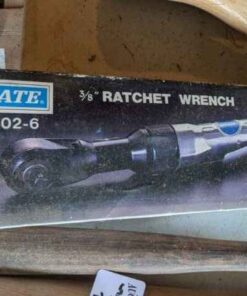 ATE.
3/8" RATCHET WRENCH
02-6